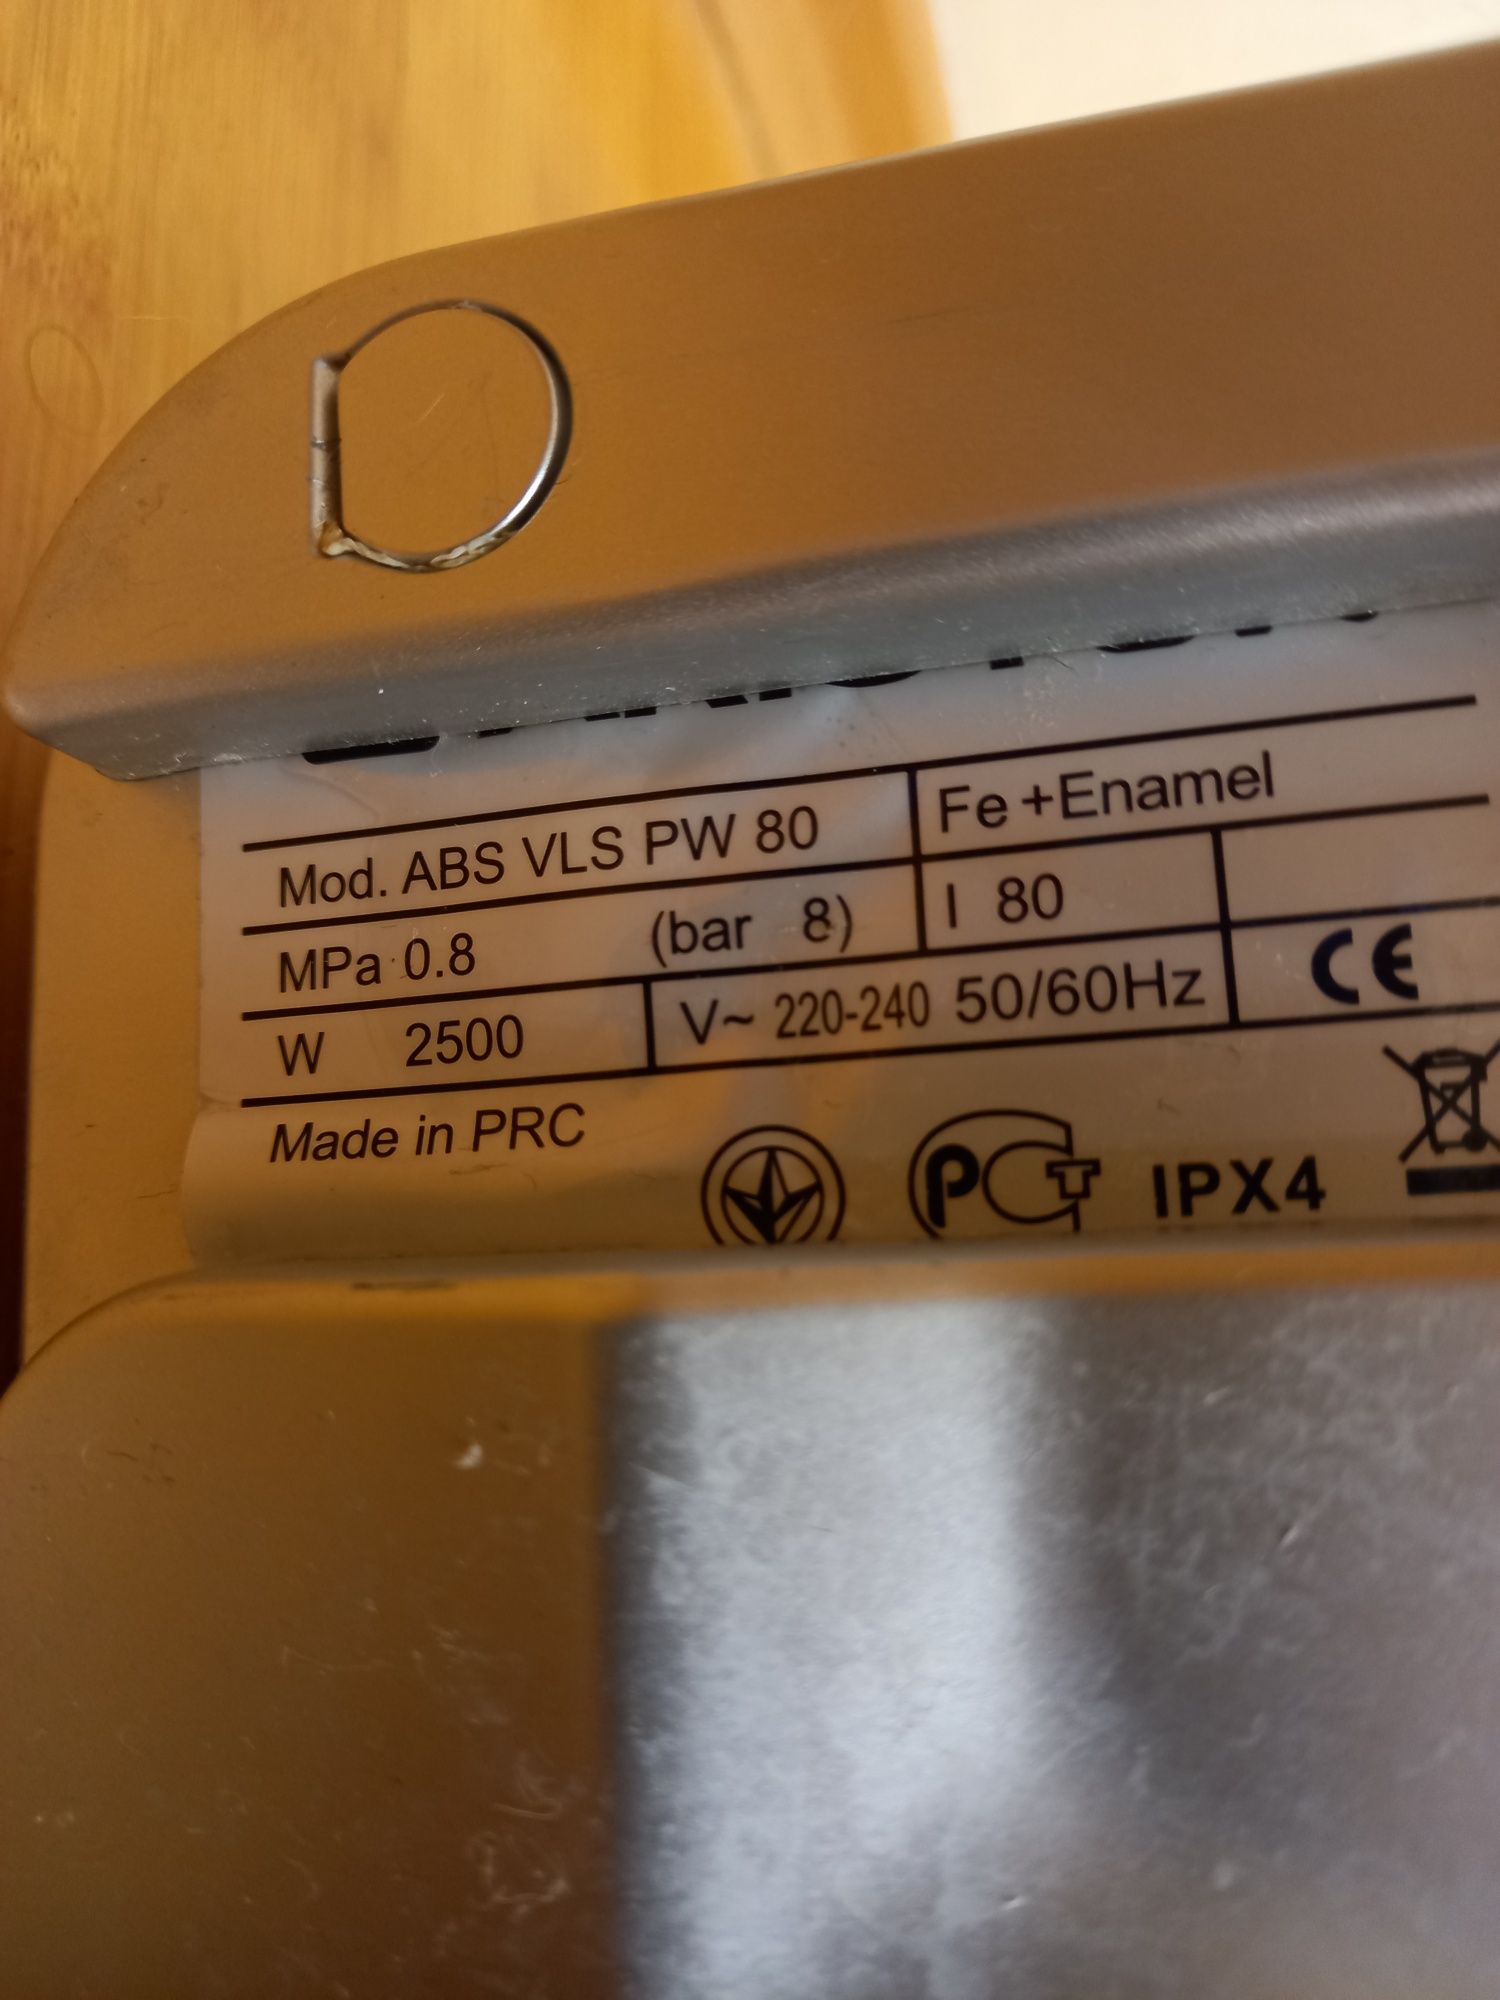 Mod. ABS VLS PW 80 Fe +Enamel
MPa 0.8 (bar 8) I 80
W 2500 V~ 220-240 50/60Hz CE
Made in PRC
PCT IPX4